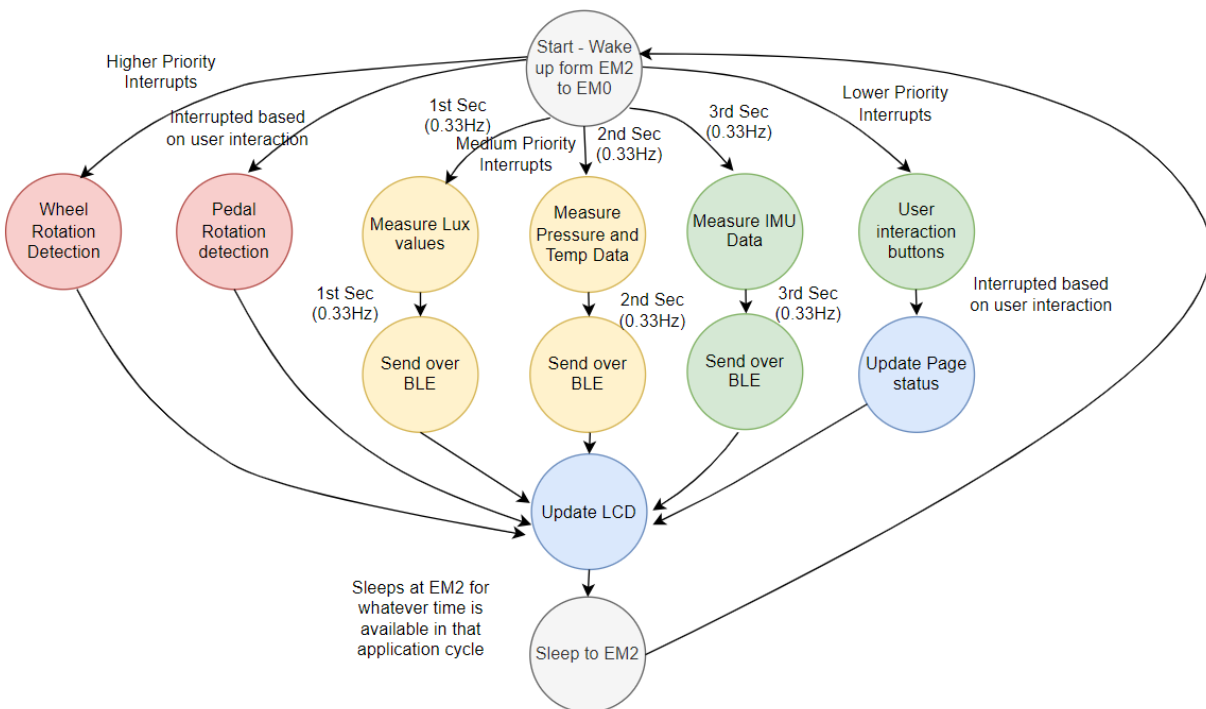 Start - Wake
up form EM2
to EM0
Higher Priority
Interrupts
Interrupted based
on user interaction
1st Sec
(0.33Hz)
Medium Priority
Interrupts
2nd Sec
(0.33Hz)
3rd Sec
(0.33Hz)
Lower Priority
Interrupts
Wheel
Rotation
Detection
Pedal
Rotation
detection
Measure Lux
values
Measure
Pressure and
Temp Data
Measure IMU
Data
User
interaction
buttons
1st Sec
(0.33Hz)
2nd Sec
(0.33Hz)
3rd Sec
(0.33Hz)
Interrupted based
on user interaction
Send over
BLE
Send over
BLE
Send over
BLE
Update Page
status
Update LCD
Sleeps at EM2 for
whatever time is
available in that
application cycle
Sleep to EM2